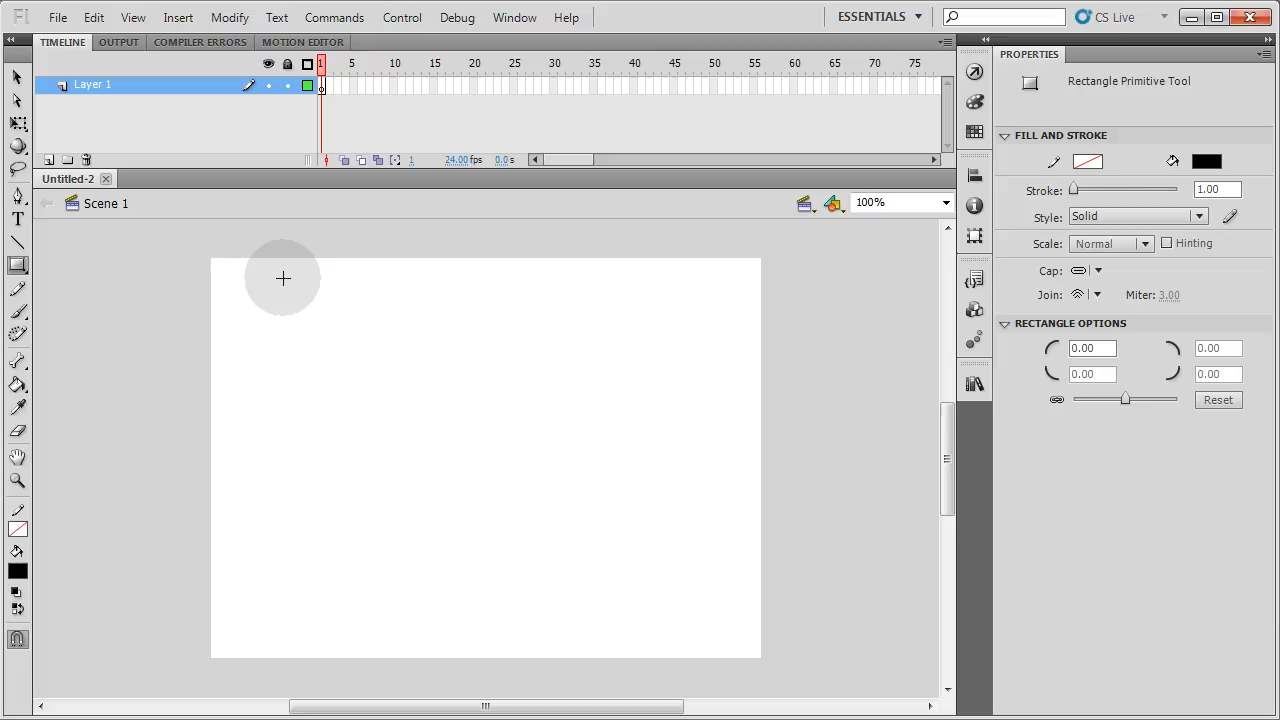 Fl File Edit View Insert Modify Text Commands Control Debug Window Help ESSENTIALS CS Live
TIMELINE OUTPUT COMPILER ERRORS MOTION EDITOR
1 5 10 15 20 25 30 35 40 45 50 55 60 65 70 75
Layer 1
1 24.00 fps 0.0 s
Untitled-2
Scene 1 100%
PROPERTIES
Rectangle Primitive Tool
FILL AND STROKE
Stroke: 1.00
Style: Solid
Scale: Normal Hinting
Cap:
Join: Miter: 3.00
RECTANGLE OPTIONS
0.00 0.00
0.00 0.00
Reset